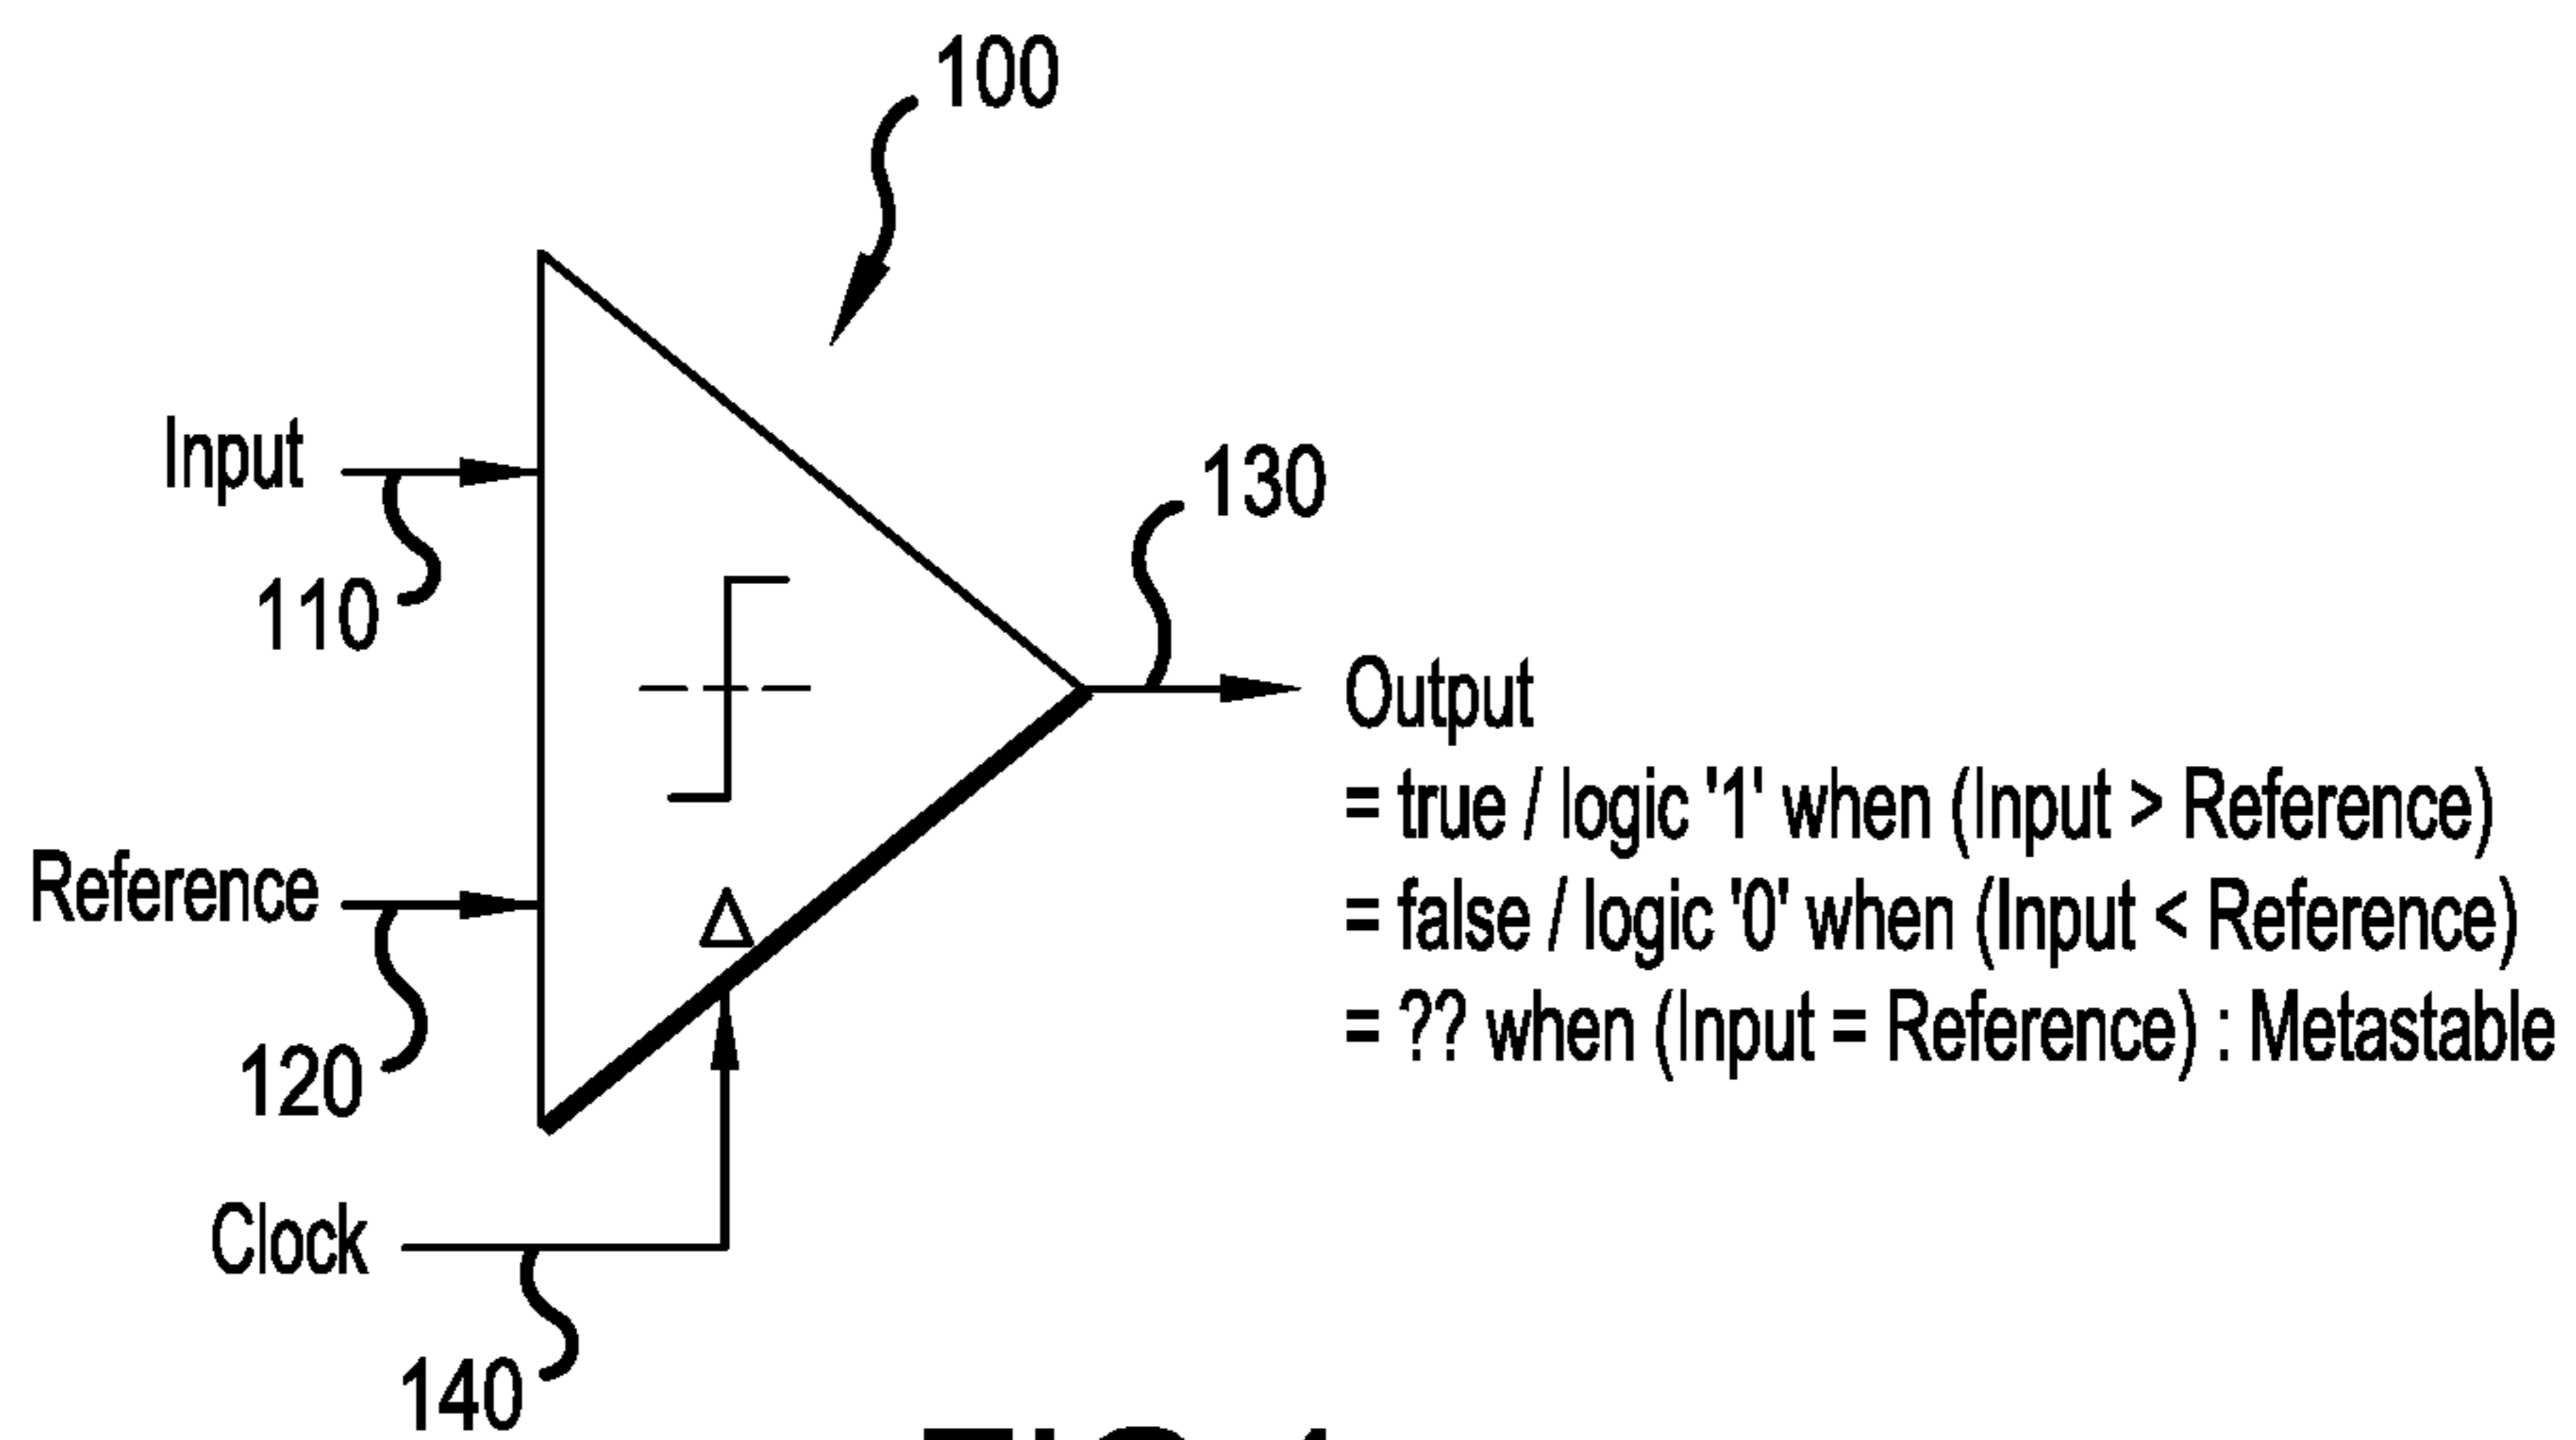 100
Input
110
130
Output
= true / logic '1' when (Input > Reference)
= false / logic '0' when (Input < Reference)
= ?? when (Input = Reference) : Metastable
Reference
120
Clock
140